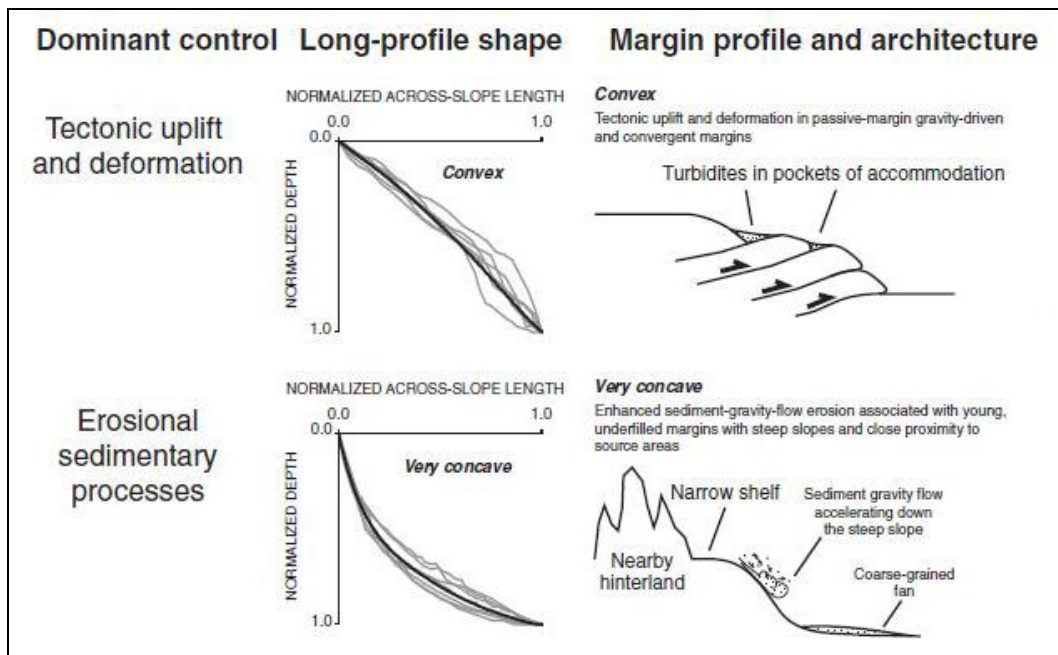 Dominant control Long-profile shape Margin profile and architecture
Tectonic uplift
and deformation
NORMALIZED ACROSS-SLOPE LENGTH
0.0 1.0
0.0
Convex
NORMALIZED DEPTH
1.0
Convex
Tectonic uplift and deformation in passive-margin gravity-driven
and convergent margins
Turbidites in pockets of accommodation
Erosional
sedimentary
processes
NORMALIZED ACROSS-SLOPE LENGTH
0.0 1.0
0.0
Very concave
NORMALIZED DEPTH
1.0
Very concave
Enhanced sediment-gravity-flow erosion associated with young,
underfilled margins with steep slopes and close proximity to
source areas
Narrow shelf
Sediment gravity flow
accelerating down
the steep slope
Nearby
hinterland
Coarse-grained
fan